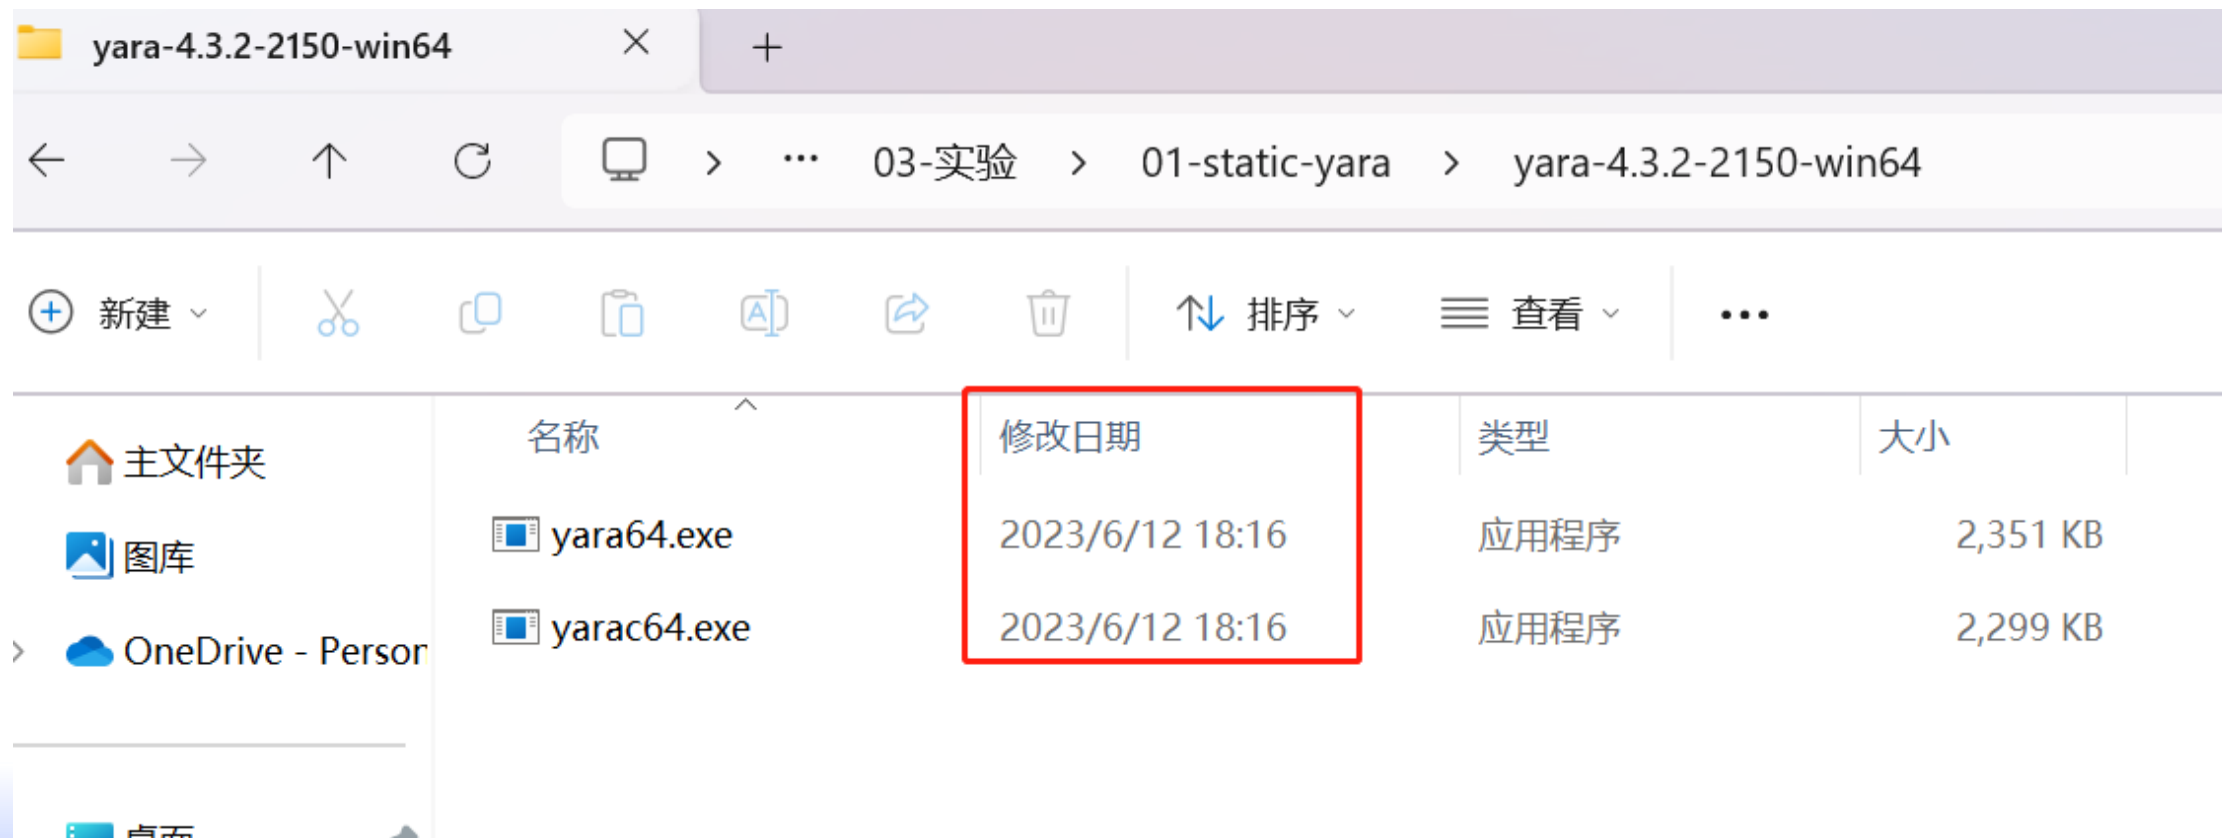 yara-4.3.2-2150-win64
03-实验 > 01-static-yara > yara-4.3.2-2150-win64
新建 排序 查看
名称 修改日期 类型 大小
主文件夹
图库
OneDrive - Person
yara64.exe 2023/6/12 18:16 应用程序 2,351 KB
yarac64.exe 2023/6/12 18:16 应用程序 2,299 KB
桌面